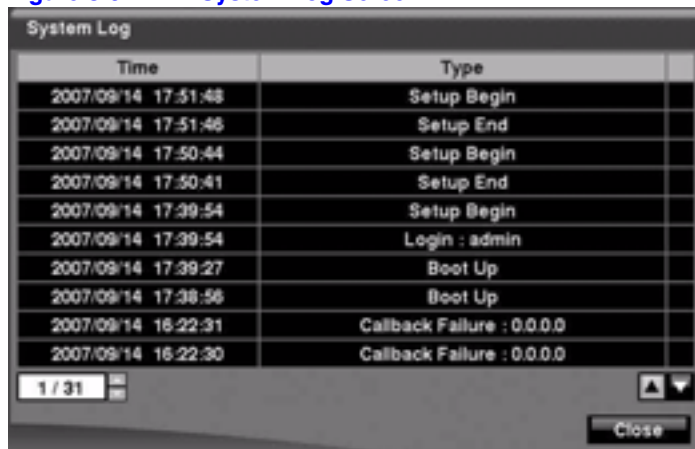 System Log
Time Type
2007/09/14 17:51:48 Setup Begin
2007/09/14 17:51:46 Setup End
2007/09/14 17:50:44 Setup Begin
2007/09/14 17:50:41 Setup End
2007/09/14 17:39:54 Setup Begin
2007/09/14 17:39:54 Login : admin
2007/09/14 17:39:27 Boot Up
2007/09/14 17:38:56 Boot Up
2007/09/14 16:22:31 Callback Failure : 0.0.0.0
2007/09/14 16:22:30 Callback Failure : 0.0.0.0
1 / 31
Close